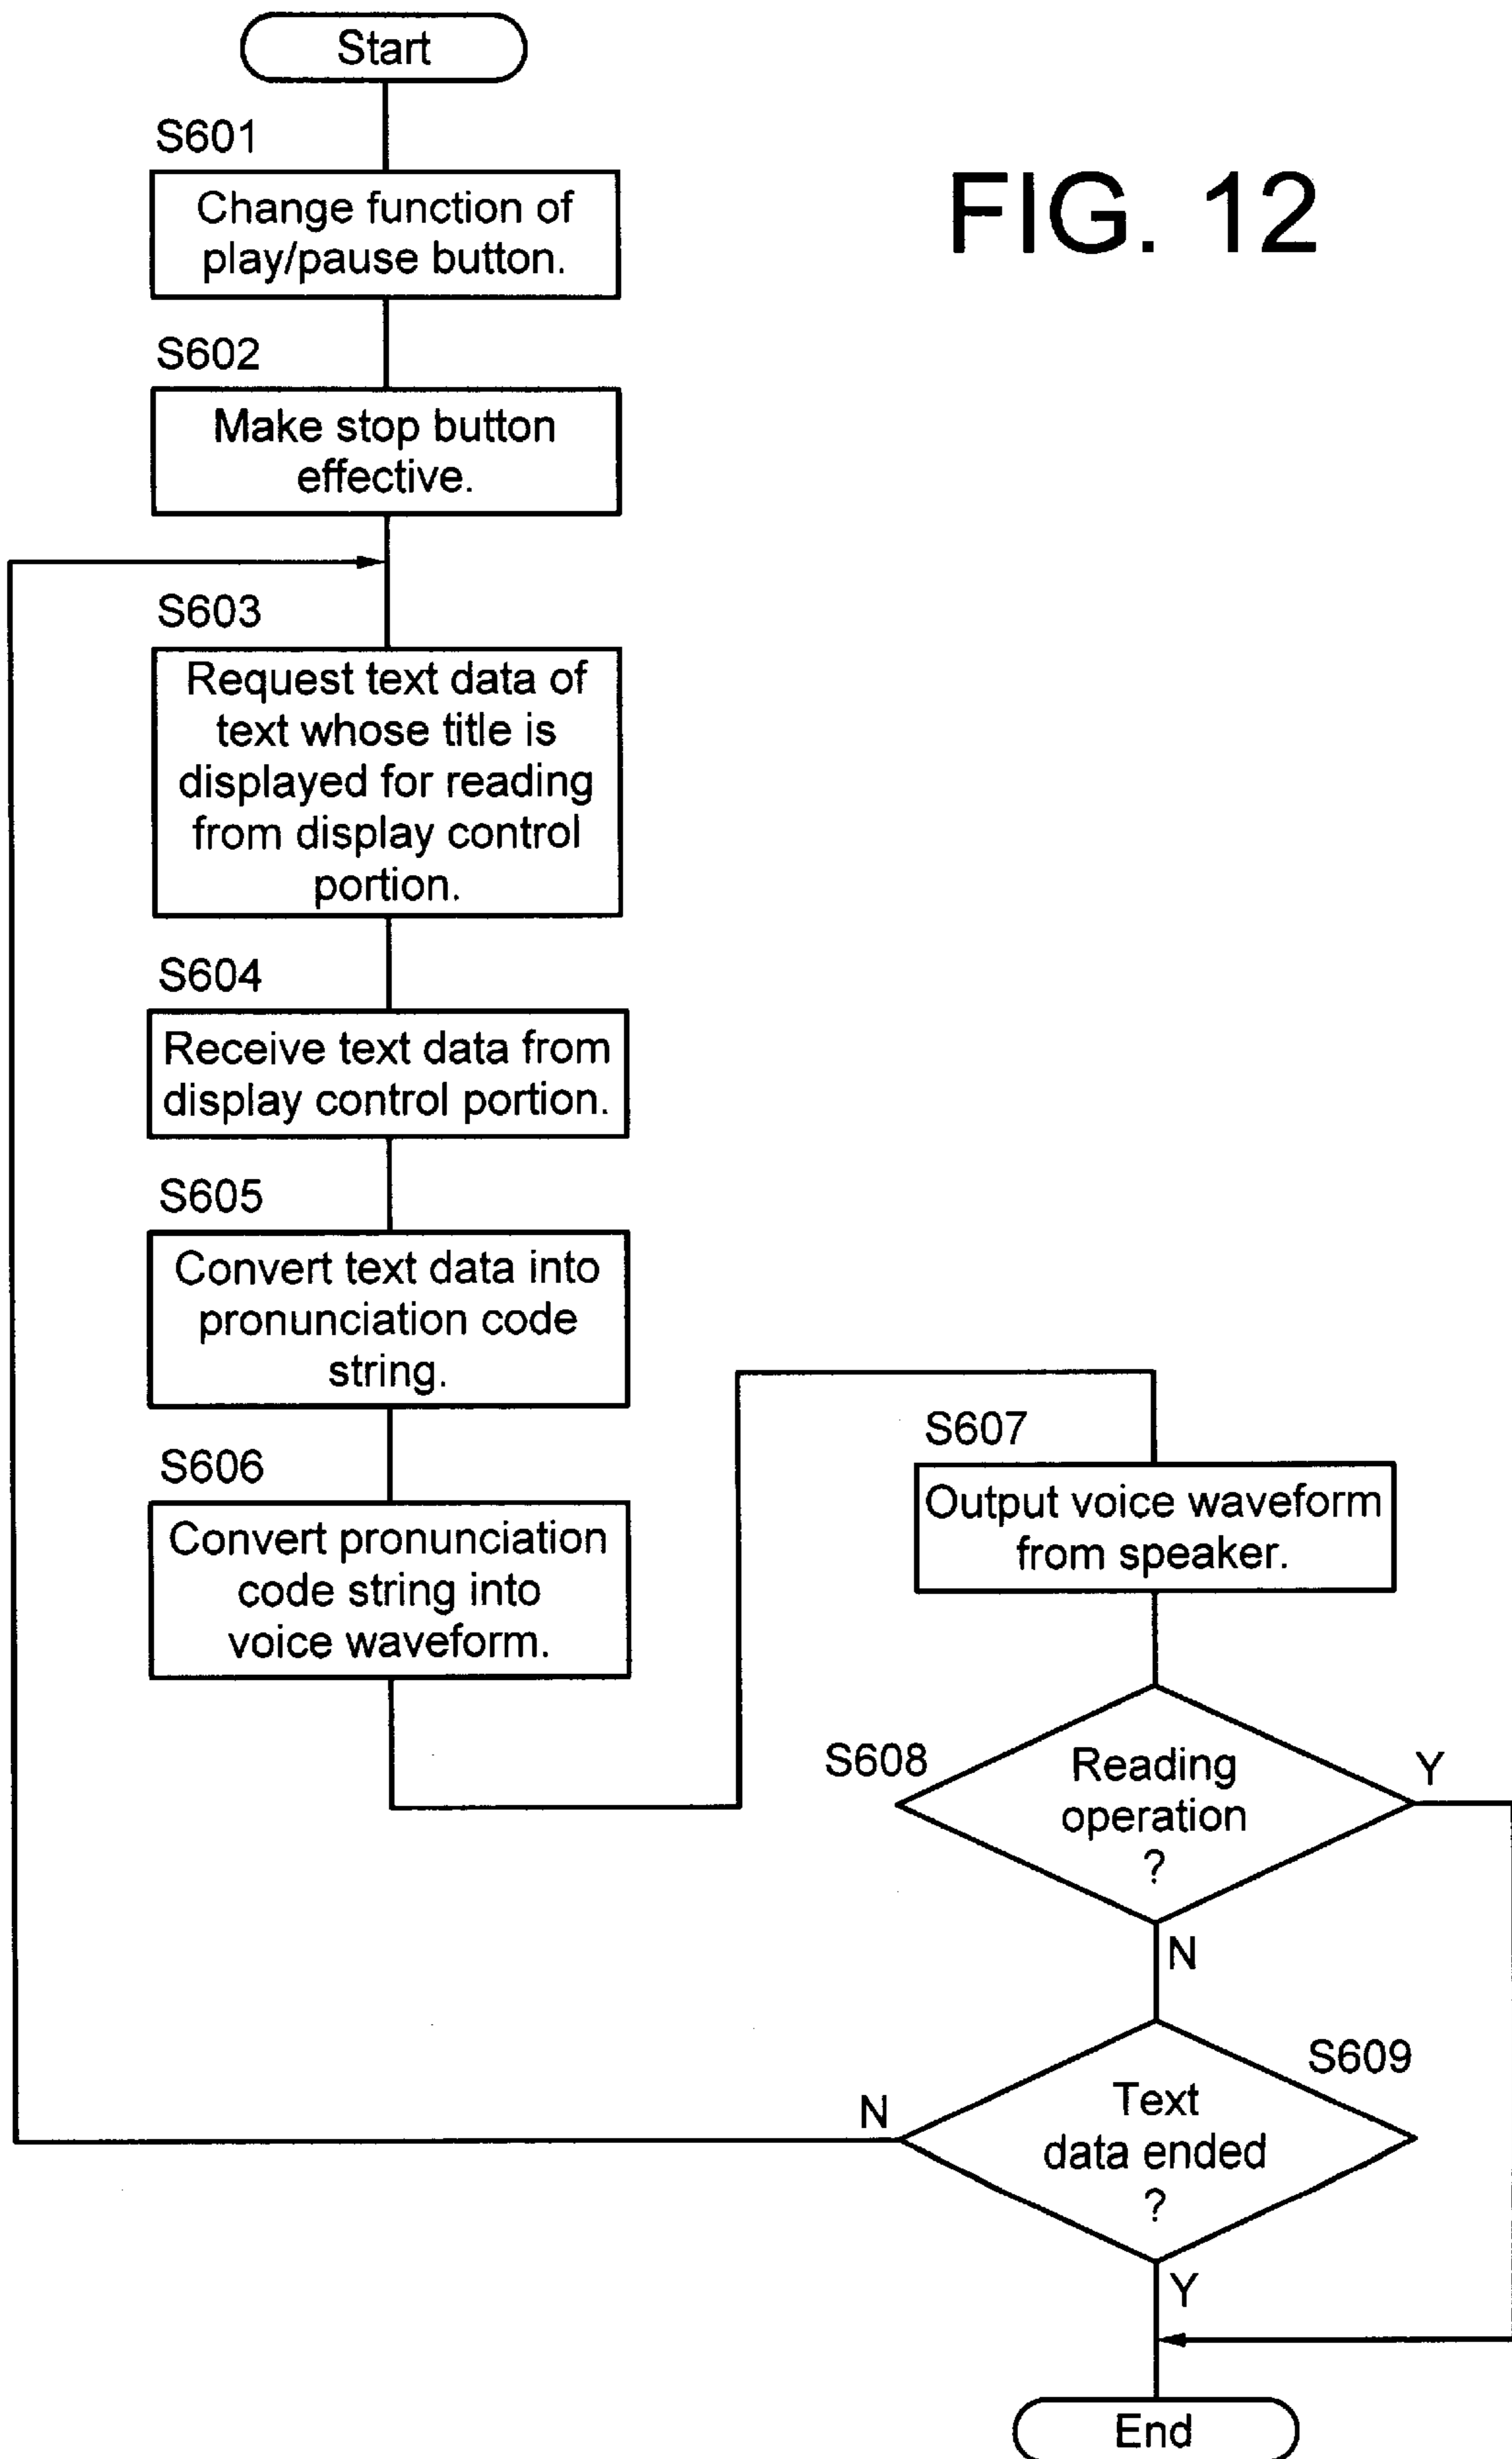 Start
FIG. 12
S601
Change function of
play/pause button.
S602
Make stop button
effective.
S603
Request text data of
text whose title is
displayed for reading
from display control
portion.
S604
Receive text data from
display control portion.
S605
Convert text data into
pronunciation code
string.
S606
Convert pronunciation
code string into
voice waveform.
S607
Output voice waveform
from speaker.
S608
Reading
operation
?
Y
N
S609
Text
data ended
?
N
Y
End